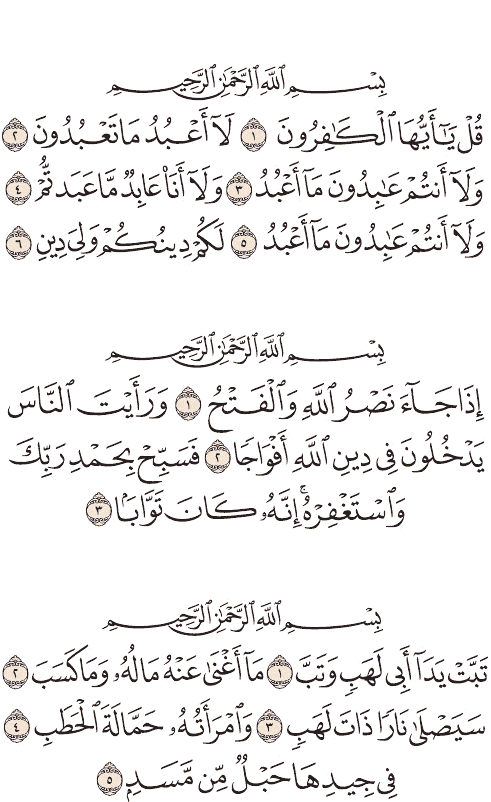 بِسْمِ ٱللَّهِ ٱلرَّحْمَٰنِ ٱلرَّحِيمِ
قُلْ يَٰٓأَيُّهَا ٱلْكَٰفِرُونَ ١ لَآ أَعْبُدُ مَا تَعْبُدُونَ ٢
وَلَآ أَنتُمْ عَٰبِدُونَ مَآ أَعْبُدُ ٣ وَلَآ أَنَا۠ عَابِدٌ مَّا عَبَدتُّمْ ٤
وَلَآ أَنتُمْ عَٰبِدُونَ مَآ أَعْبُدُ ٥ لَكُمْ دِينُكُمْ وَلِىَ دِينِ ٦
بِسْمِ ٱللَّهِ ٱلرَّحْمَٰنِ ٱلرَّحِيمِ
إِذَا جَآءَ نَصْرُ ٱللَّهِ وَٱلْفَتْحُ ١ وَرَأَيْتَ ٱلنَّاسَ
يَدْخُلُونَ فِى دِينِ ٱللَّهِ أَفْوَاجًا ٢ فَسَبِّحْ بِحَمْدِ رَبِّكَ
وَٱسْتَغْفِرْهُ ۚ إِنَّهُۥ كَانَ تَوَّابًۢا ٣
بِسْمِ ٱللَّهِ ٱلرَّحْمَٰنِ ٱلرَّحِيمِ
تَبَّتْ يَدَآ أَبِى لَهَبٍ وَتَبَّ ١ مَآ أَغْنَىٰ عَنْهُ مَالُهُۥ وَمَا كَسَبَ ٢
سَيَصْلَىٰ نَارًا ذَاتَ لَهَبٍ ٣ وَٱمْرَأَتُهُۥ حَمَّالَةَ ٱلْحَطَبِ ٤
فِى جِيدِهَا حَبْلٌ مِّن مَّسَدٍۭ ٥